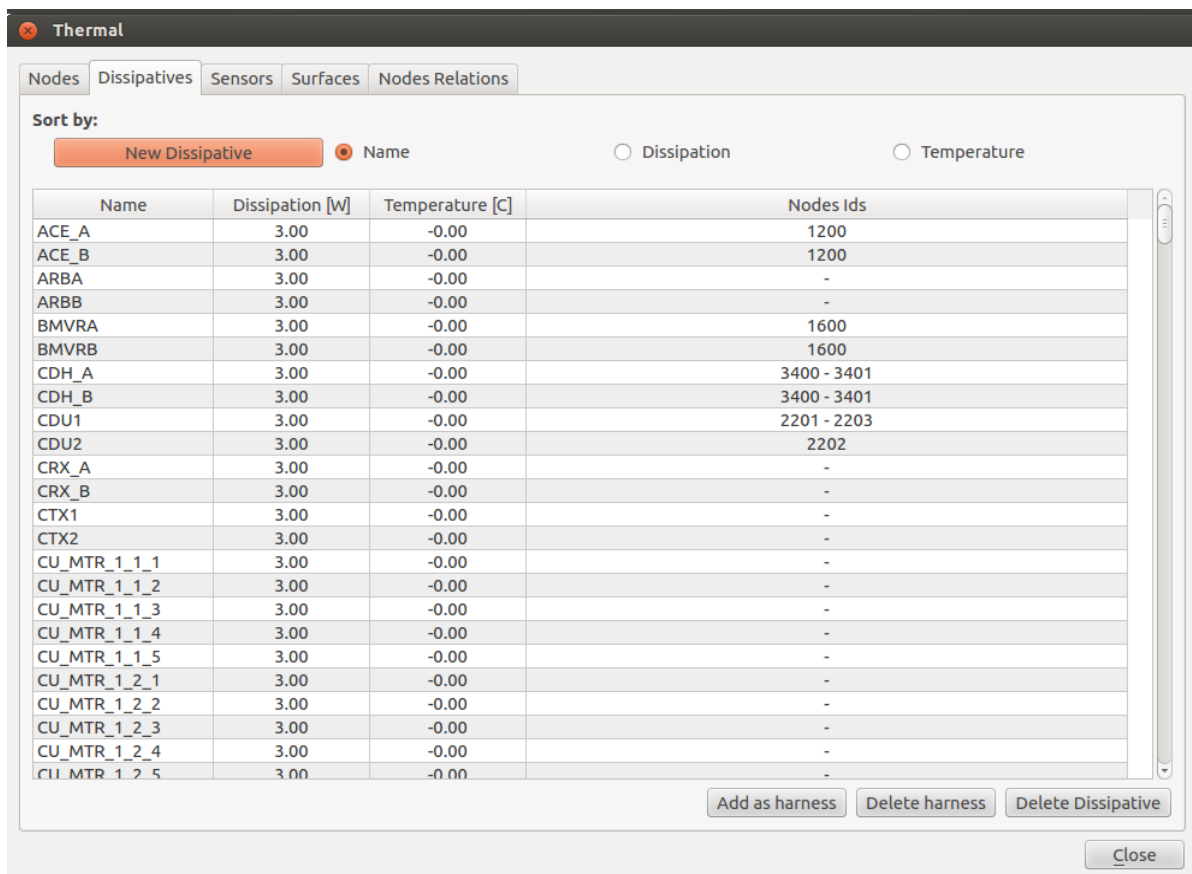 Thermal
Nodes Dissipatives Sensors Surfaces Nodes Relations
Sort by:
New Dissipative Name Dissipation Temperature
Name Dissipation [W] Temperature [C] Nodes Ids
ACE_A 3.00 -0.00 1200
ACE_B 3.00 -0.00 1200
ARBA 3.00 -0.00 -
ARBB 3.00 -0.00 -
BMVRA 3.00 -0.00 1600
BMVRB 3.00 -0.00 1600
CDH_A 3.00 -0.00 3400 - 3401
CDH_B 3.00 -0.00 3400 - 3401
CDU1 3.00 -0.00 2201 - 2203
CDU2 3.00 -0.00 2202
CRX_A 3.00 -0.00 -
CRX_B 3.00 -0.00 -
CTX1 3.00 -0.00 -
CTX2 3.00 -0.00 -
CU_MTR_1_1_1 3.00 -0.00 -
CU_MTR_1_1_2 3.00 -0.00 -
CU_MTR_1_1_3 3.00 -0.00 -
CU_MTR_1_1_4 3.00 -0.00 -
CU_MTR_1_1_5 3.00 -0.00 -
CU_MTR_1_2_1 3.00 -0.00 -
CU_MTR_1_2_2 3.00 -0.00 -
CU_MTR_1_2_3 3.00 -0.00 -
CU_MTR_1_2_4 3.00 -0.00 -
CU_MTR_1_2_5 3.00 -0.00 -
Add as harness Delete harness Delete Dissipative
Close